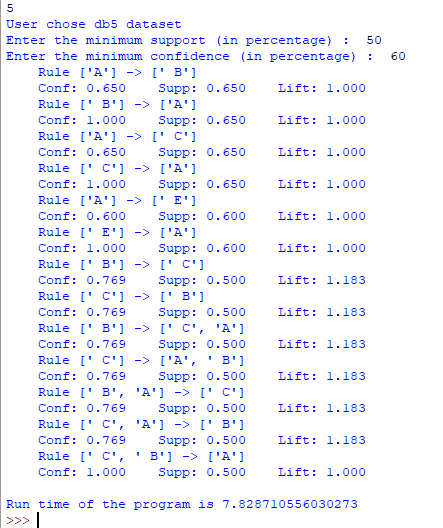 5
User chose db5 dataset
Enter the minimum support (in percentage) :  50
Enter the minimum confidence (in percentage) :  60
    Rule ['A'] -> [' B']
    Conf: 0.650    Supp: 0.650    Lift: 1.000
    Rule [' B'] -> ['A']
    Conf: 1.000    Supp: 0.650    Lift: 1.000
    Rule ['A'] -> [' C']
    Conf: 0.650    Supp: 0.650    Lift: 1.000
    Rule [' C'] -> ['A']
    Conf: 1.000    Supp: 0.650    Lift: 1.000
    Rule ['A'] -> [' E']
    Conf: 0.600    Supp: 0.600    Lift: 1.000
    Rule [' E'] -> ['A']
    Conf: 1.000    Supp: 0.600    Lift: 1.000
    Rule [' B'] -> [' C']
    Conf: 0.769    Supp: 0.500    Lift: 1.183
    Rule [' C'] -> [' B']
    Conf: 0.769    Supp: 0.500    Lift: 1.183
    Rule [' B'] -> [' C', 'A']
    Conf: 0.769    Supp: 0.500    Lift: 1.183
    Rule [' C'] -> ['A', ' B']
    Conf: 0.769    Supp: 0.500    Lift: 1.183
    Rule [' B', 'A'] -> [' C']
    Conf: 0.769    Supp: 0.500    Lift: 1.183
    Rule [' C', 'A'] -> [' B']
    Conf: 0.769    Supp: 0.500    Lift: 1.183
    Rule [' C', ' B'] -> ['A']
    Conf: 1.000    Supp: 0.500    Lift: 1.000
Run time of the program is 7.828710556030273
>>>